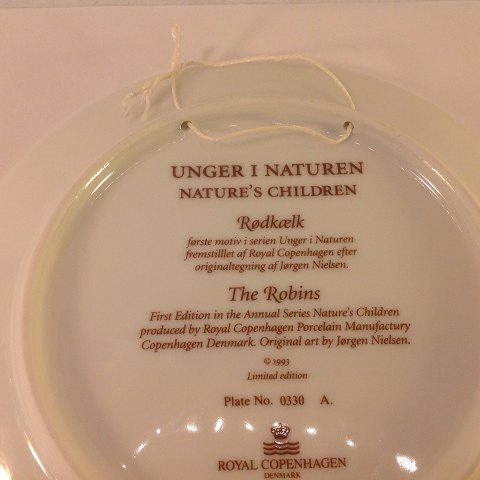 UNGER I NATUREN
NATURE'S CHILDREN
Rødkælk
første motiv i serien Unger i Naturen
fremstilllet af Royal Copenhagen efter
originaltegning af Jørgen Nielsen.
The Robins
First Edition in the Annual Series Nature's Children
produced by Royal Copenhagen Porcelain Manufactury
Copenhagen Denmark. Original art by Jørgen Nielsen.
© 1993
Limited edition
Plate No. 0330 A.
ROYAL COPENHAGEN
DENMARK